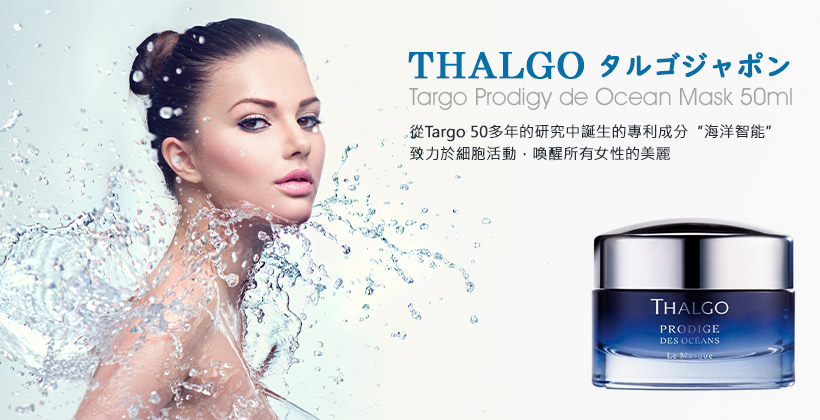 THALGO タルゴジャポン
Targo Prodigy de Ocean Mask 50ml
從Targo 50多年的研究中誕生的專利成分“海洋智能“
致力於細胞活動，喚醒所有女性的美麗
THALGO
PRODIGE
DES OCÉANS
Le Masque